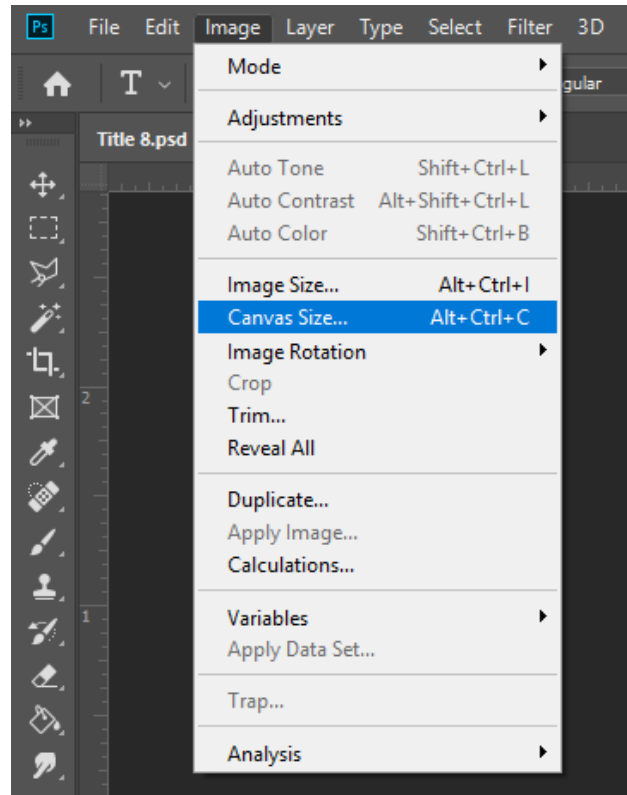 Ps File Edit Image Layer Type Select Filter 3D
T gular
Title 8.psd
Mode
Adjustments
Auto Tone Shift+Ctrl+L
Auto Contrast Alt+Shift+Ctrl+L
Auto Color Shift+Ctrl+B
Image Size... Alt+Ctrl+I
Canvas Size... Alt+Ctrl+C
Image Rotation
Crop
Trim...
Reveal All
Duplicate...
Apply Image...
Calculations...
Variables
Apply Data Set...
Trap...
Analysis
2
1